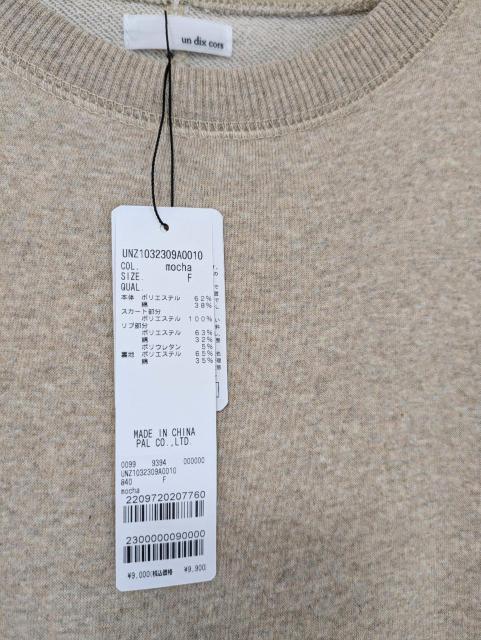 un dix cors
UNZ1032309A0010
COL. mocha
SIZE. F
QUAL.
本体 ポリエステル 62%
綿 38%
スカート部分
ポリエステル 100%
リブ部分
ポリエステル 63%
綿 32%
ポリウレタン 5%
裏地 ポリエステル 65%
綿 35%
MADE IN CHINA
PAL CO.,LTD.
0099 9394 000000
UNZ1032309A0010
840 F
mocha
2209720207760
2300000090000
¥9,000(税込価格 ¥9,900)